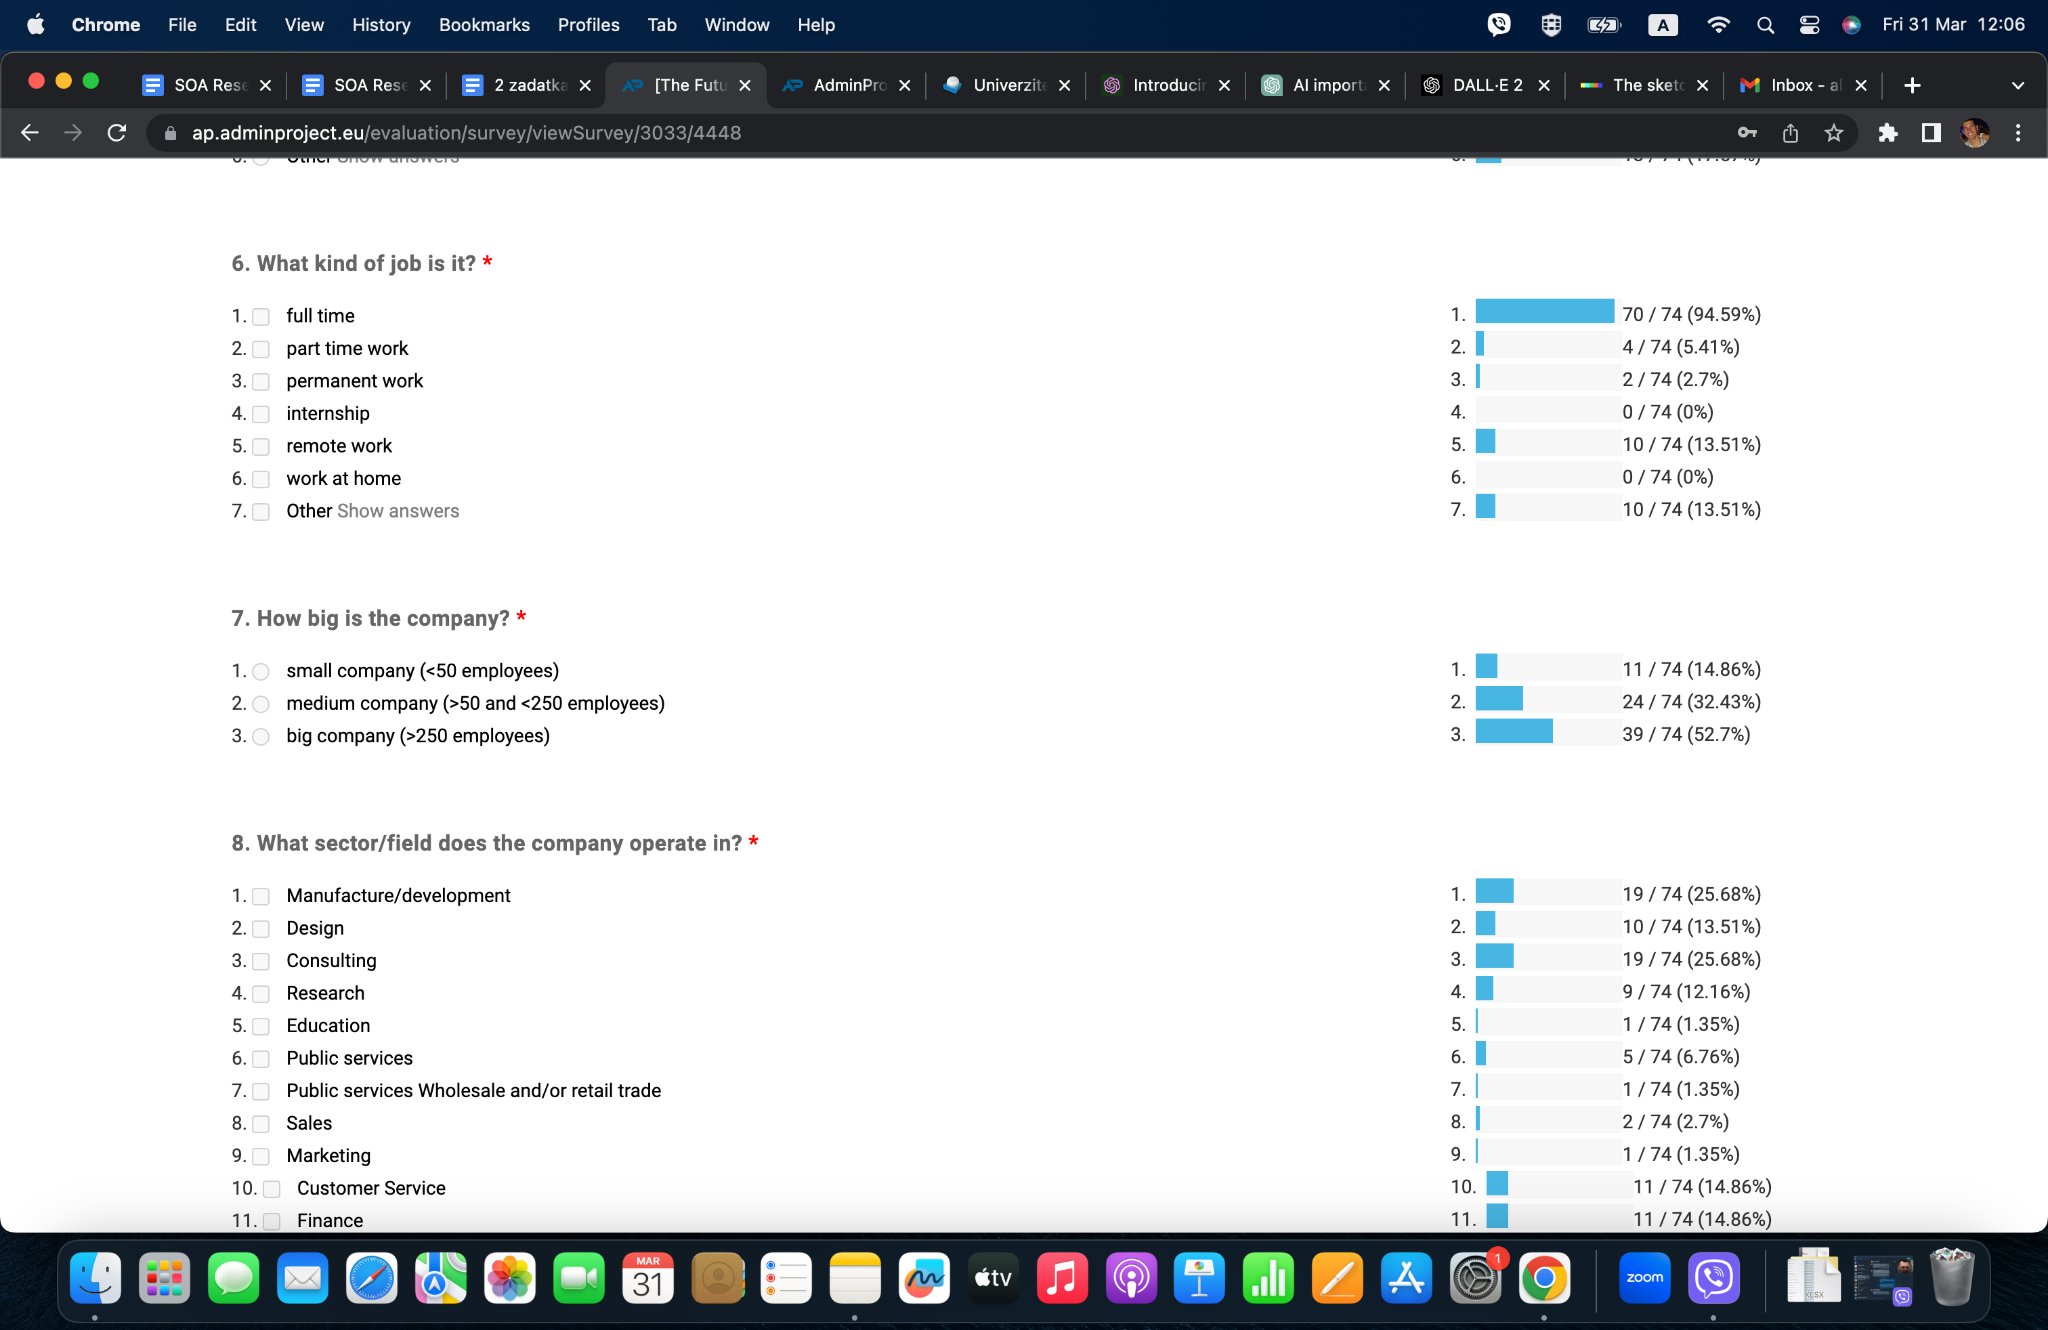 Chrome File Edit View History Bookmarks Profiles Tab Window Help A Fri 31 Mar 12:06
SOA Rese SOA Rese 2 zadatka [The Futu AdminPro Univerzite Introducin AI importa DALL·E 2 The sketc Inbox - al
ap.adminproject.eu/evaluation/survey/viewSurvey/3033/4448
Other Show answers
6. What kind of job is it? *
1. full time 1. 70 / 74 (94.59%)
2. part time work 2. 4 / 74 (5.41%)
3. permanent work 3. 2 / 74 (2.7%)
4. internship 4. 0 / 74 (0%)
5. remote work 5. 10 / 74 (13.51%)
6. work at home 6. 0 / 74 (0%)
7. Other Show answers 7. 10 / 74 (13.51%)
7. How big is the company? *
1. small company (<50 employees) 1. 11 / 74 (14.86%)
2. medium company (>50 and <250 employees) 2. 24 / 74 (32.43%)
3. big company (>250 employees) 3. 39 / 74 (52.7%)
8. What sector/field does the company operate in? *
1. Manufacture/development 1. 19 / 74 (25.68%)
2. Design 2. 10 / 74 (13.51%)
3. Consulting 3. 19 / 74 (25.68%)
4. Research 4. 9 / 74 (12.16%)
5. Education 5. 1 / 74 (1.35%)
6. Public services 6. 5 / 74 (6.76%)
7. Public services Wholesale and/or retail trade 7. 1 / 74 (1.35%)
8. Sales 8. 2 / 74 (2.7%)
9. Marketing 9. 1 / 74 (1.35%)
10. Customer Service 10. 11 / 74 (14.86%)
11. Finance 11. 11 / 74 (14.86%)
MAR 31 tv 1 zoom XLSX